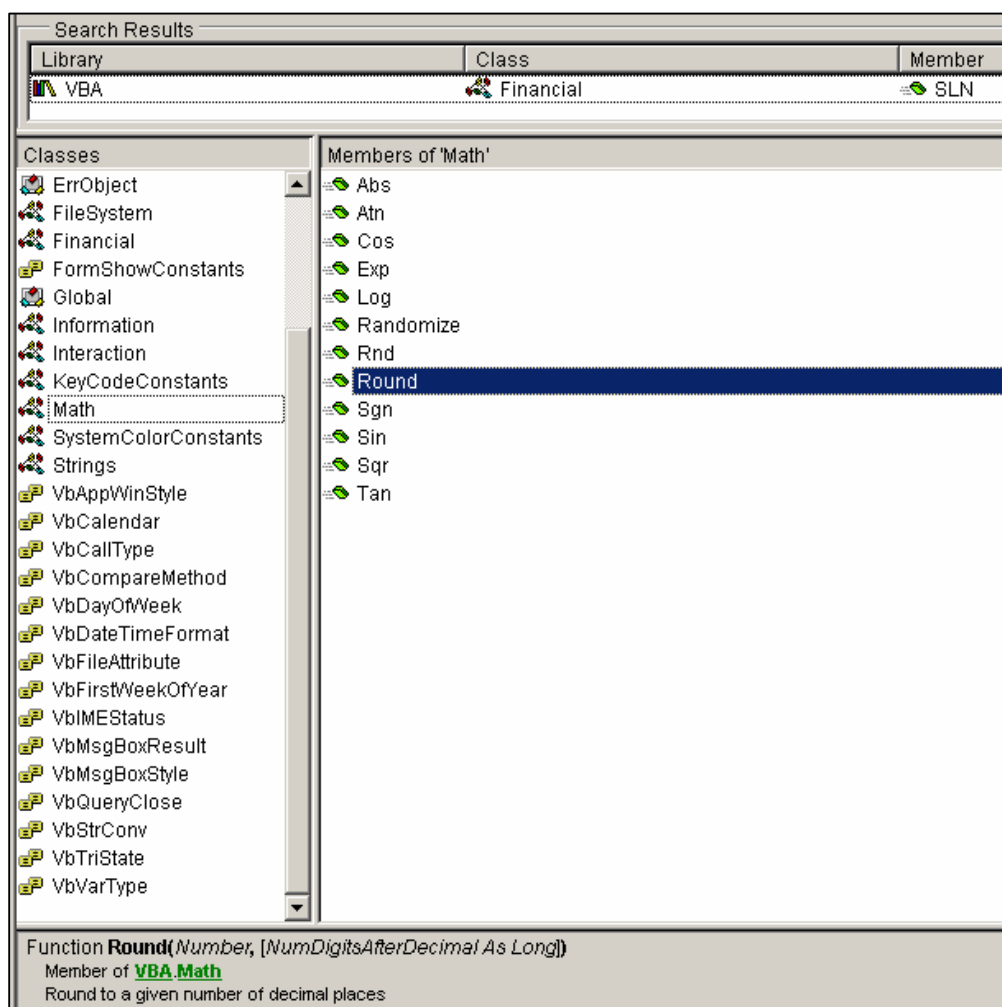 Search Results
Library Class Member
VBA Financial SLN
Classes
ErrObject
FileSystem
Financial
FormShowConstants
Global
Information
Interaction
KeyCodeConstants
Math
SystemColorConstants
Strings
VbAppWinStyle
VbCalendar
VbCallType
VbCompareMethod
VbDayOfWeek
VbDateTimeFormat
VbFileAttribute
VbFirstWeekOfYear
VbIMEStatus
VbMsgBoxResult
VbMsgBoxStyle
VbQueryClose
VbStrConv
VbTriState
VbVarType
Members of 'Math'
Abs
Atn
Cos
Exp
Log
Randomize
Rnd
Round
Sgn
Sin
Sqr
Tan
Function Round(Number, [NumDigitsAfterDecimal As Long])
Member of VBA.Math
Round to a given number of decimal places